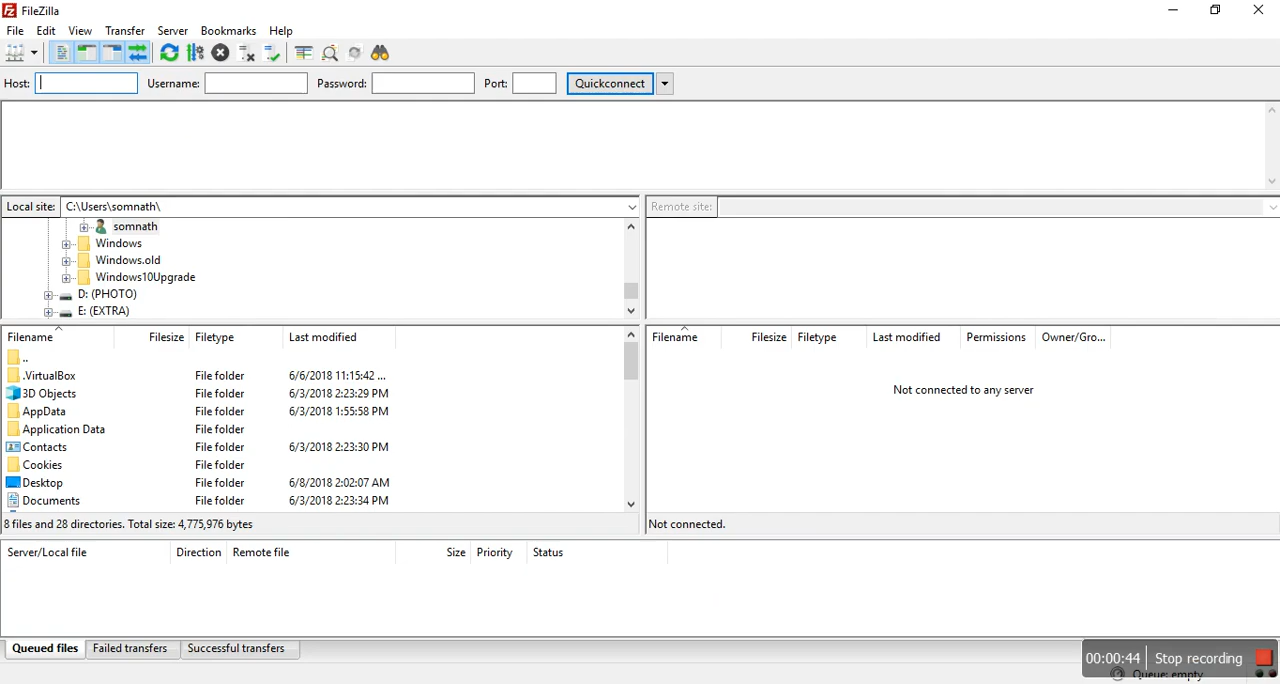 FileZilla
File Edit View Transfer Server Bookmarks Help
Host: Username: Password: Port: Quickconnect
Local site: C:\Users\somnath\
Remote site:
somnath
Windows
Windows.old
Windows10Upgrade
D: (PHOTO)
E: (EXTRA)
Filename Filesize Filetype Last modified
..
.VirtualBox File folder 6/6/2018 11:15:42 ...
3D Objects File folder 6/3/2018 2:23:29 PM
AppData File folder 6/3/2018 1:55:58 PM
Application Data File folder
Contacts File folder 6/3/2018 2:23:30 PM
Cookies File folder
Desktop File folder 6/8/2018 2:02:07 AM
Documents File folder 6/3/2018 2:23:34 PM
8 files and 28 directories. Total size: 4,775,976 bytes
Filename Filesize Filetype Last modified Permissions Owner/Gro...
Not connected to any server
Not connected.
Server/Local file Direction Remote file Size Priority Status
Queued files Failed transfers Successful transfers
00:00:44 Stop recording
Queue: empty